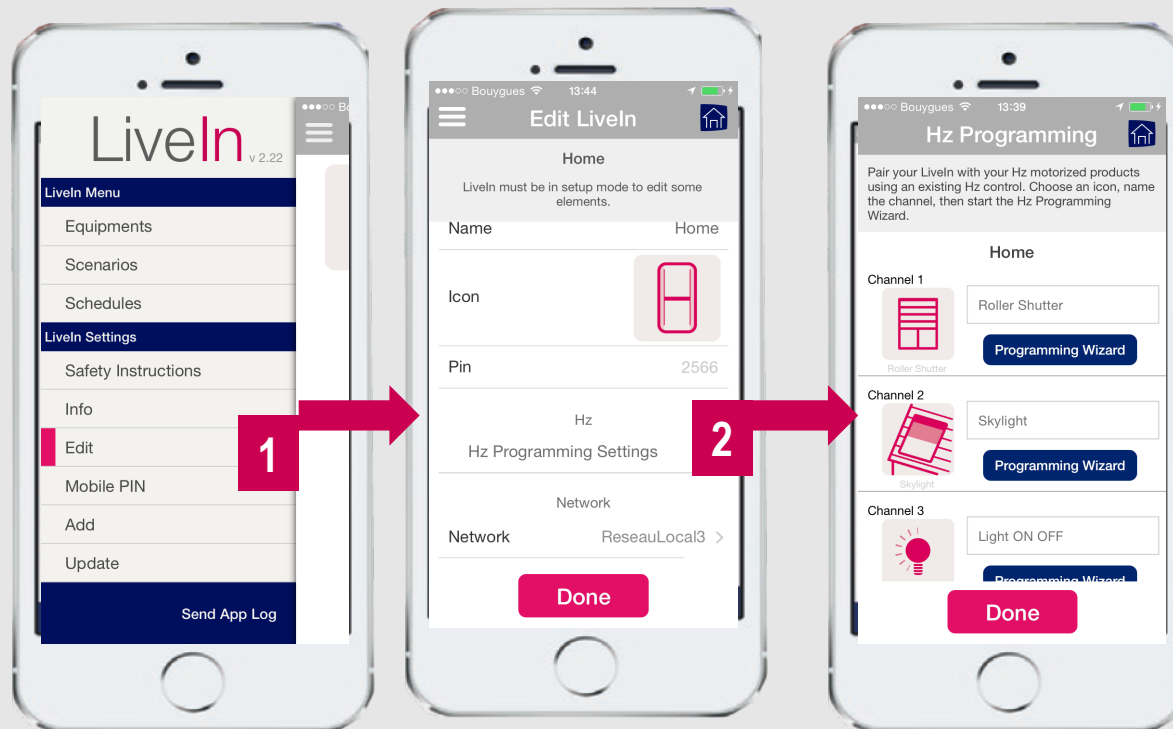 LiveIn v 2.22
LiveIn Menu
Equipments
Scenarios
Schedules
LiveIn Settings
Safety Instructions
Info
Edit
Mobile PIN
Add
Update
Send App Log
1
Bouygues 13:44
Edit LiveIn
Home
LiveIn must be in setup mode to edit some
elements.
Name Home
Icon
Pin 2566
Hz
Hz Programming Settings
Network
Network ReseauLocal3 >
Done
2
Bouygues 13:39
Hz Programming
Pair your LiveIn with your Hz motorized products
using an existing Hz control. Choose an icon, name
the channel, then start the Hz Programming
Wizard.
Home
Channel 1
Roller Shutter
Programming Wizard
Roller Shutter
Channel 2
Skylight
Programming Wizard
Skylight
Channel 3
Light ON OFF
Programming Wizard
Done